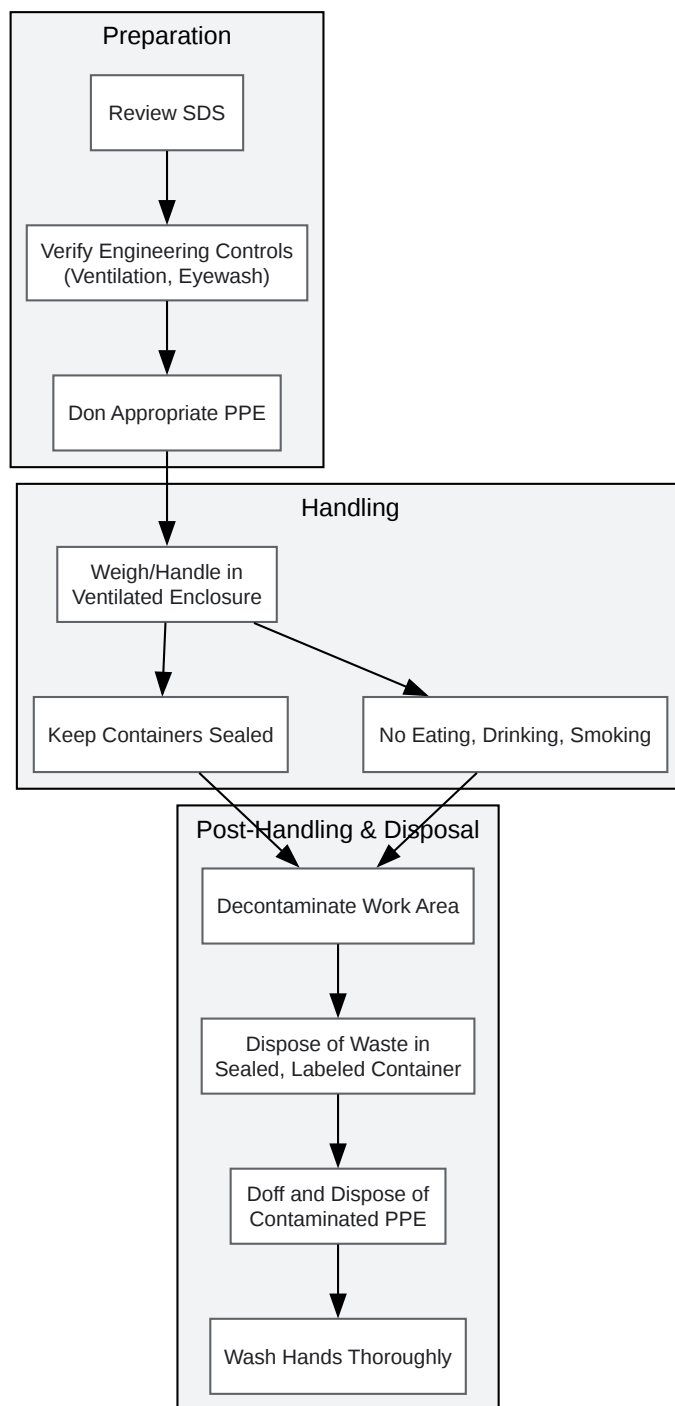 Preparation
Review SDS
Verify Engineering Controls
(Ventilation, Eyewash)
Don Appropriate PPE
Handling
Weigh/Handle in
Ventilated Enclosure
Keep Containers Sealed
No Eating, Drinking, Smoking
Post-Handling & Disposal
Decontaminate Work Area
Dispose of Waste in
Sealed, Labeled Container
Doff and Dispose of
Contaminated PPE
Wash Hands Thoroughly